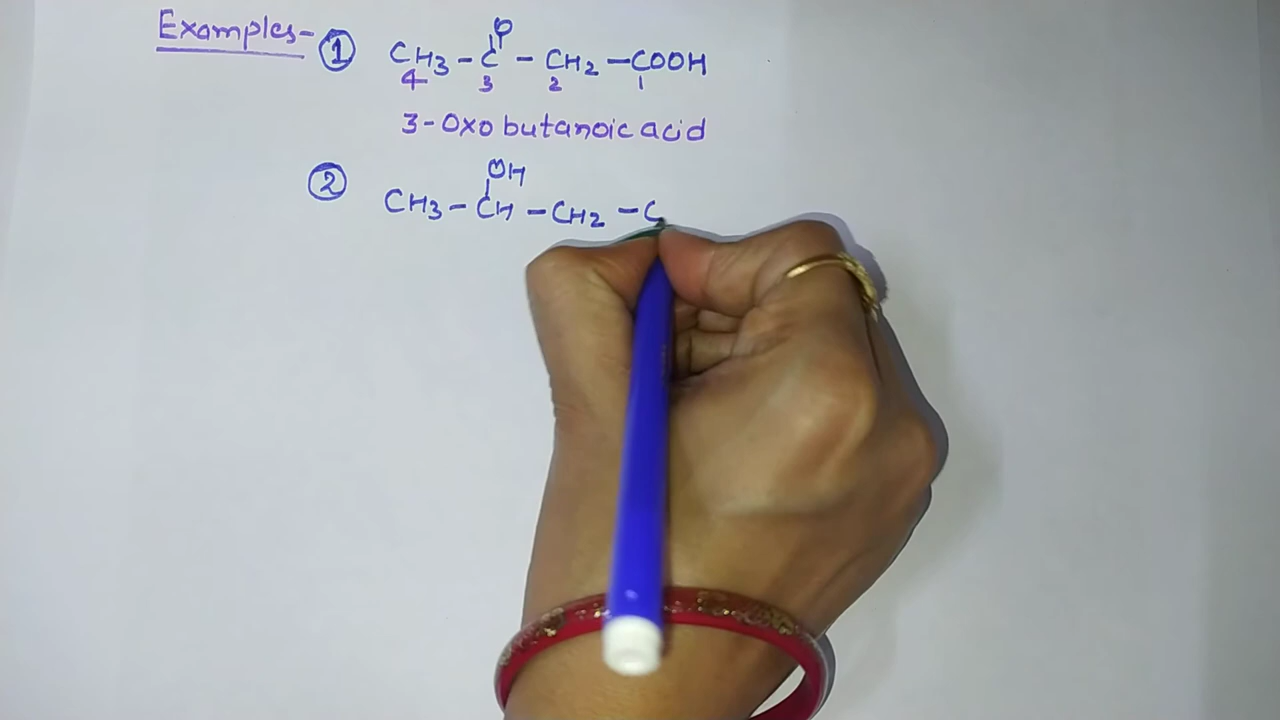 Examples- ① CH3 - C - CH2 - COOH
O
4 3 2 1
3-Oxo butanoic acid
OH
② CH3 - CH - CH2 - C